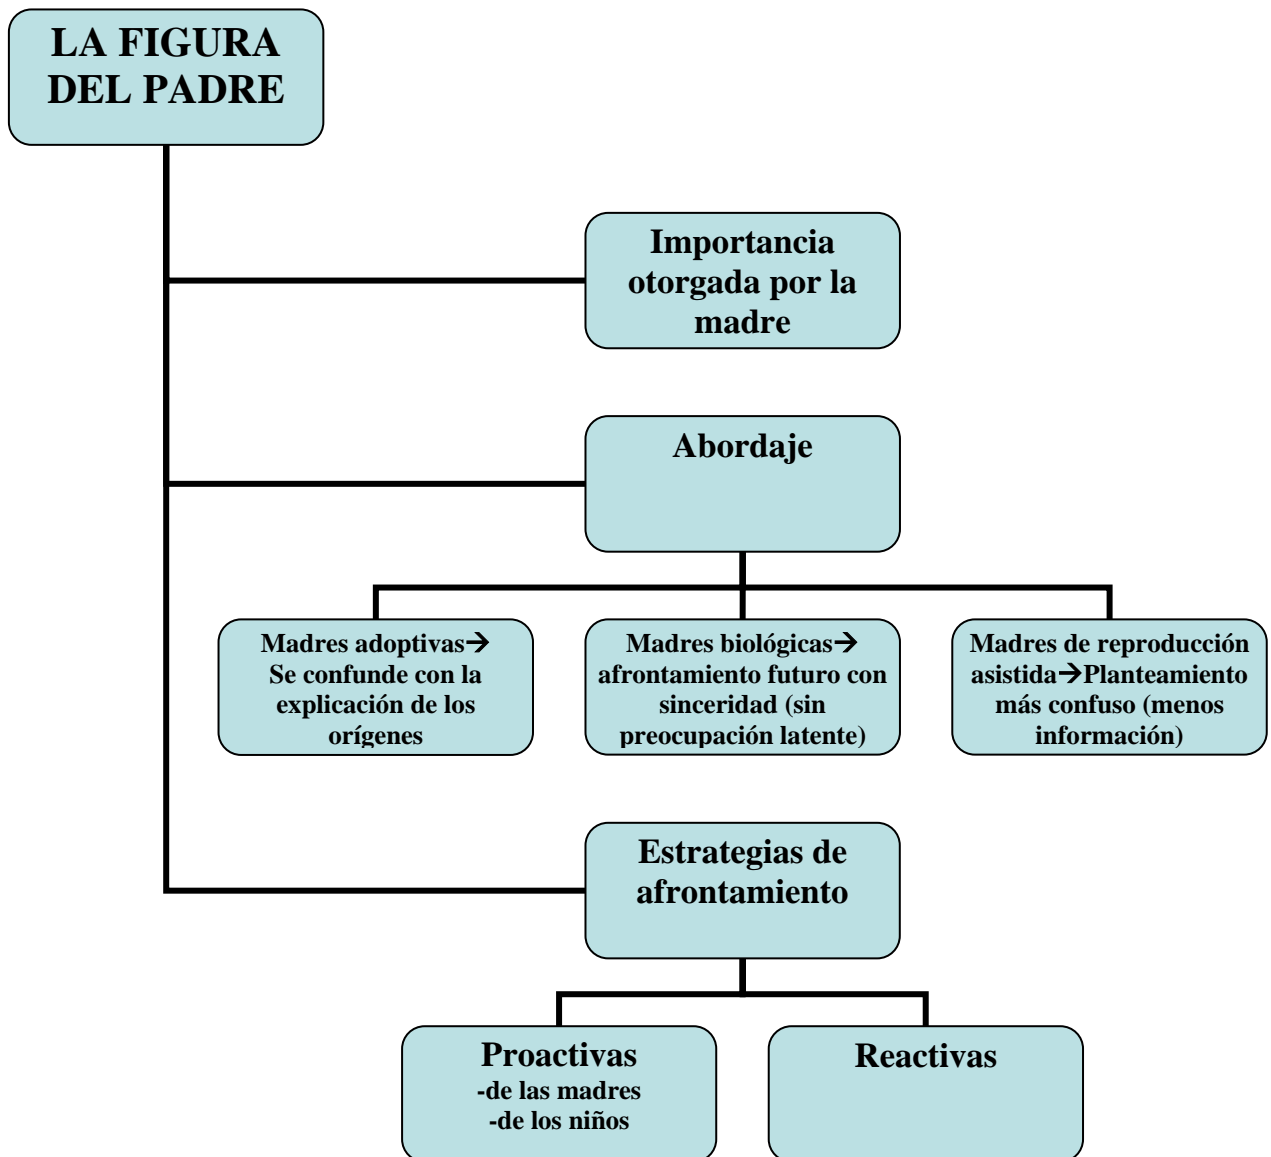 LA FIGURA
DEL PADRE
Importancia
otorgada por la
madre
Abordaje
Madres adoptivas→
Se confunde con la
explicación de los
orígenes
Madres biológicas→
afrontamiento futuro con
sinceridad (sin
preocupación latente)
Madres de reproducción
asistida→Planteamiento
más confuso (menos
información)
Estrategias de
afrontamiento
Proactivas
-de las madres
-de los niños
Reactivas